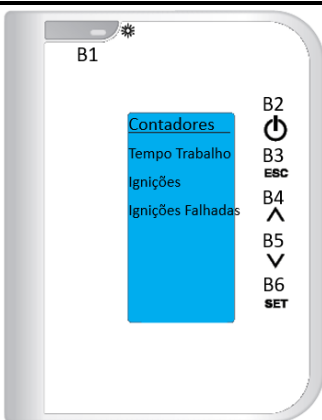 B1
Contadores
Tempo Trabalho
Ignições
Ignições Falhadas
B2
B3
ESC
B4
B5
B6
SET